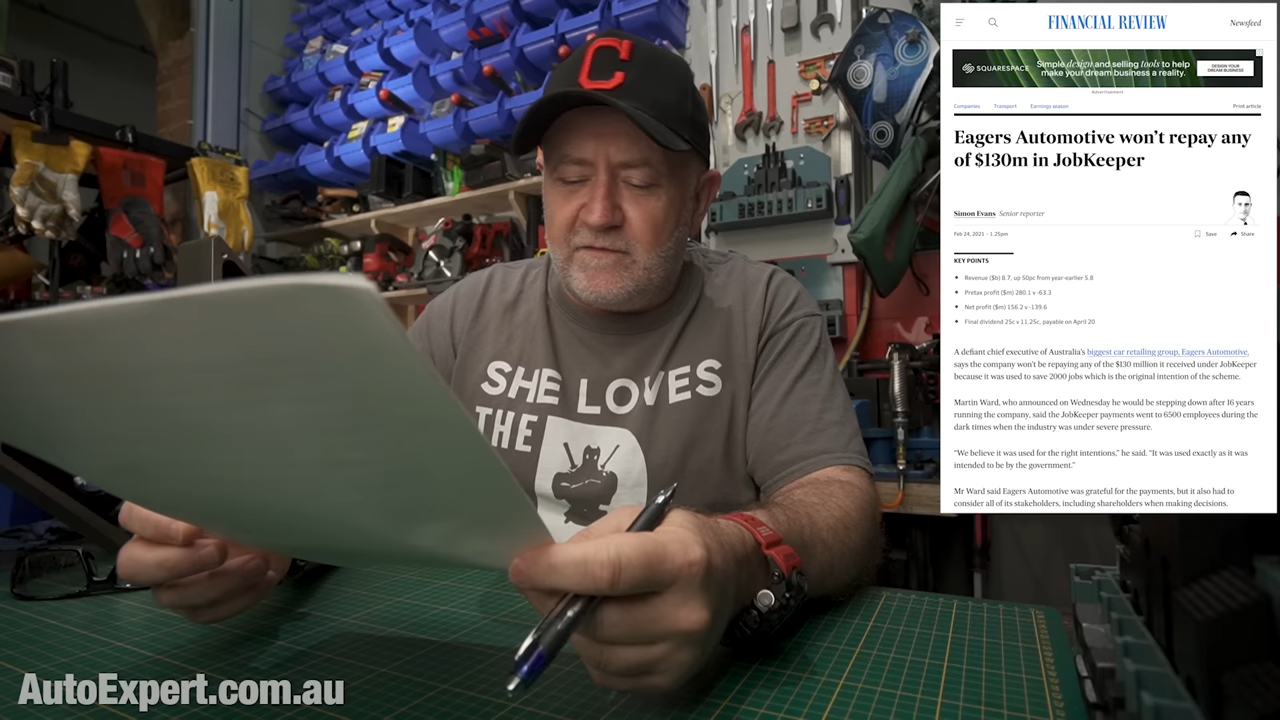 C
SHE LOVES
THE
AutoExpert.com.au
FINANCIAL REVIEW
Newsfeed
SQUARESPACE
Simple design and selling tools to help
make your dream business a reality.
DESIGN YOUR
DREAM BUSINESS
Advertisement
Companies Transport Earnings season
Print article
Eagers Automotive won't repay any
of $130m in JobKeeper
Simon Evans Senior reporter
Feb 24, 2021 – 1.25pm
Save Share
KEY POINTS
Revenue ($b) 8.7, up 50pc from year-earlier 5.8
Pretax profit ($m) 280.1 v -63.3
Net profit ($m) 156.2 v -139.6
Final dividend 25c v 11.25c, payable on April 20
A defiant chief executive of Australia's biggest car retailing group, Eagers Automotive,
says the company won't be repaying any of the $130 million it received under JobKeeper
because it was used to save 2000 jobs which is the original intention of the scheme.
Martin Ward, who announced on Wednesday he would be stepping down after 16 years
running the company, said the JobKeeper payments went to 6500 employees during the
dark times when the industry was under severe pressure.
"We believe it was used for the right intentions," he said. "It was used exactly as it was
intended to be by the government."
Mr Ward said Eagers Automotive was grateful for the payments, but it also had to
consider all of its stakeholders, including shareholders when making decisions.